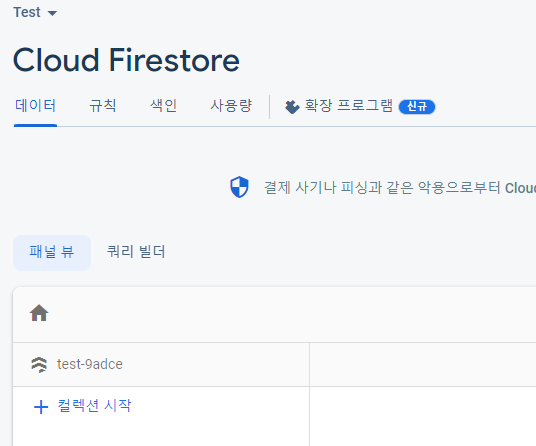 Test
Cloud Firestore
데이터 규칙 색인 사용량 확장 프로그램 신규
결제 사기나 피싱과 같은 악용으로부터 Cloud
패널 뷰 쿼리 빌더
test-9adce
컬렉션 시작